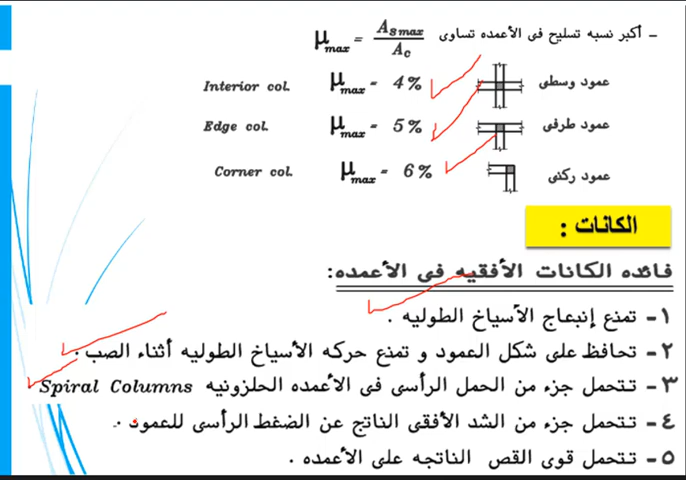 - أكبر نسبه تسليح فى الأعمده تساوى μmax = Asmax / Ac
عمود وسطى μmax = 4% Interior col.
عمود طرفى μmax = 5% Edge col.
عمود ركنى μmax = 6% Corner col.
الكانات :
فائده الكانات الأفقيه فى الأعمده:
١- تمنع إنبعاج الأسياخ الطوليه .
٢- تحافظ على شكل العمود و تمنع حركه الأسياخ الطوليه أثناء الصب .
٣- تتحمل جزء من الحمل الرأسى فى الأعمده الحلزونيه Spiral Columns
٤- تتحمل جزء من الشد الأفقى الناتج عن الضغط الرأسى للعمود .
٥- تتحمل قوى القص الناتجه على الأعمده .